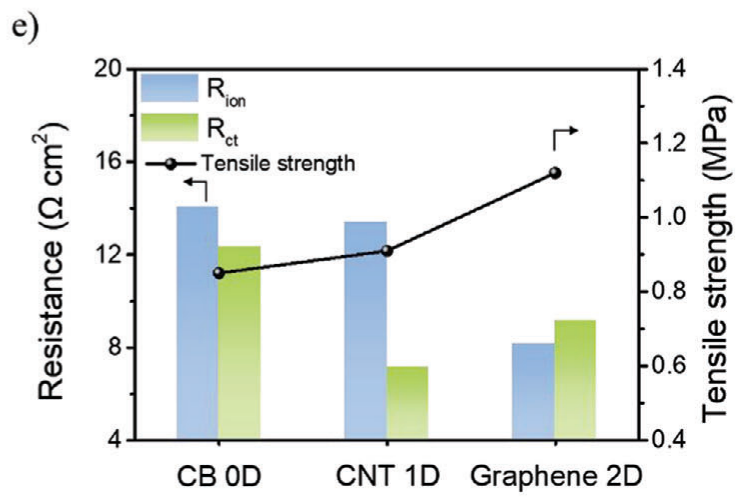 e)
20
16
12
8
4
Resistance (Ω cm²)
R_ion
R_ct
Tensile strength
1.4
1.2
1.0
0.8
0.6
0.4
Tensile strength (MPa)
CB 0D
CNT 1D
Graphene 2D